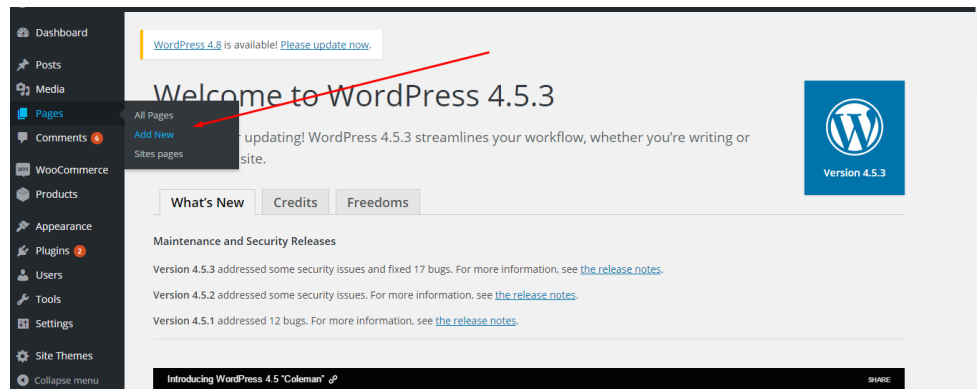 Dashboard
Posts
Media
Pages
Comments 6
WooCommerce
Products
Appearance
Plugins 2
Users
Tools
Settings
Site Themes
Collapse menu
All Pages
Add New
Sites pages
WordPress 4.8 is available! Please update now.
Welcome to WordPress 4.5.3
updating! WordPress 4.5.3 streamlines your workflow, whether you're writing or
site.
Version 4.5.3
What's New
Credits
Freedoms
Maintenance and Security Releases
Version 4.5.3 addressed some security issues and fixed 17 bugs. For more information, see the release notes.
Version 4.5.2 addressed some security issues. For more information, see the release notes.
Version 4.5.1 addressed 12 bugs. For more information, see the release notes.
Introducing WordPress 4.5 "Coleman"
SHARE